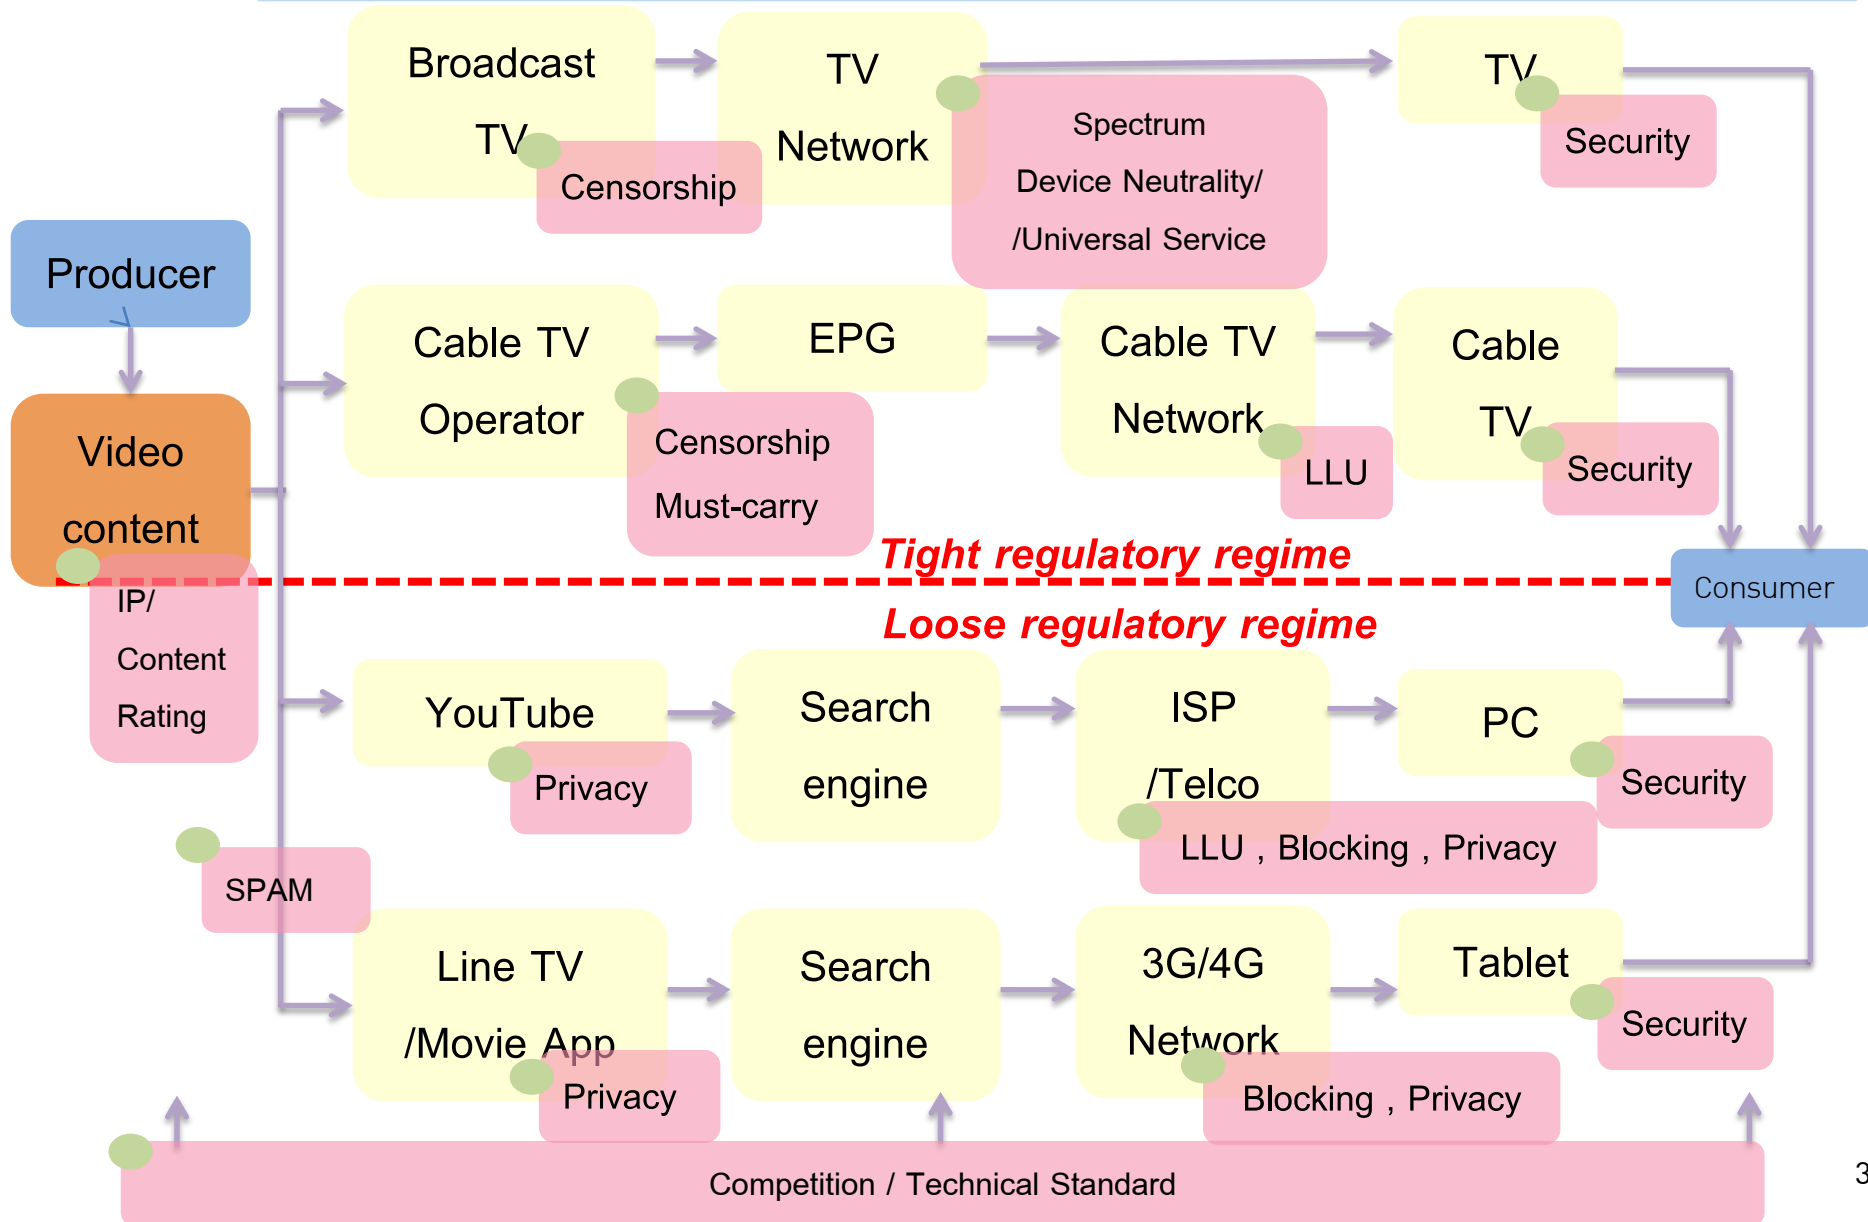 Broadcast
TV
Censorship
TV
Network
Spectrum
Device Neutrality/
/Universal Service
TV
Security
Producer
Video
content
IP/
Content
Rating
Cable TV
Operator
Censorship
Must-carry
EPG
Cable TV
Network
LLU
Cable
TV
Security
Tight regulatory regime
Loose regulatory regime
Consumer
YouTube
Privacy
Search
engine
ISP
/Telco
LLU , Blocking , Privacy
PC
Security
SPAM
Line TV
/Movie App
Privacy
Search
engine
3G/4G
Network
Blocking , Privacy
Tablet
Security
Competition / Technical Standard
3